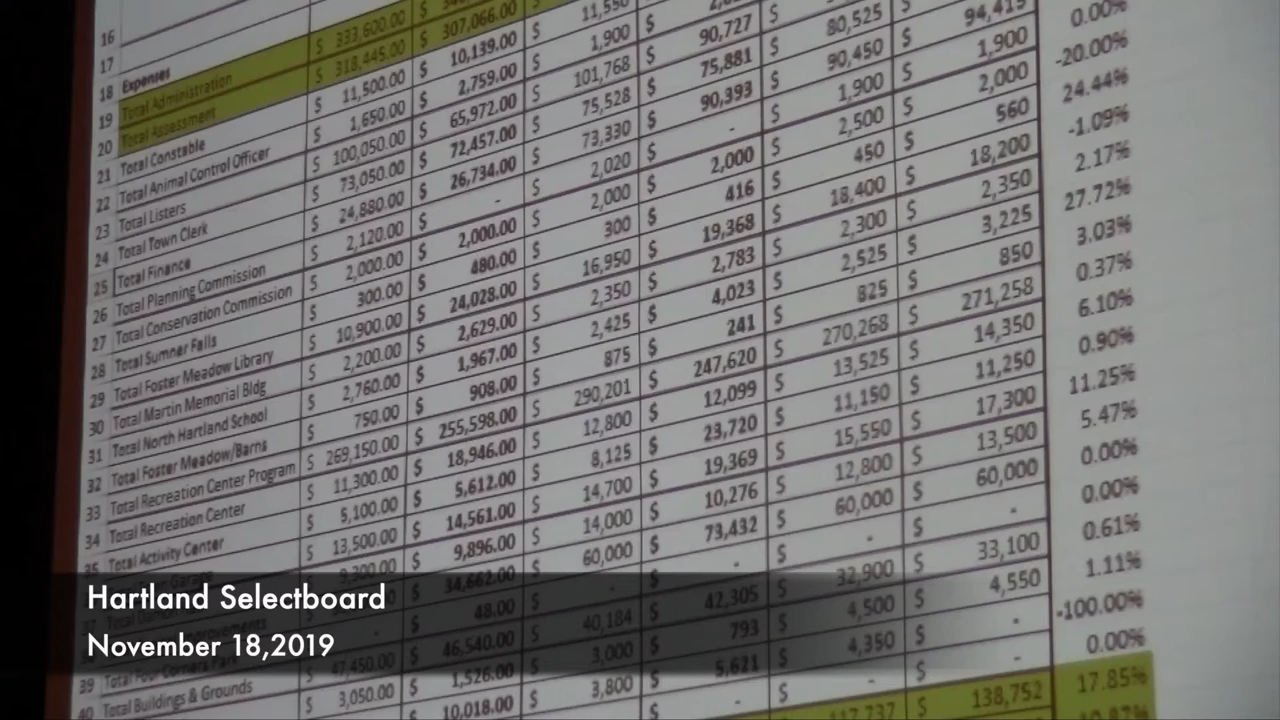 16
17
18 Expenses
19 Total Administration $ 333,600.00 $
20 Total Assessment $ 318,445.00 $ 307,066.00
21 Total Constable $ 11,500.00 $ 10,139.00 $ 11,550
22 Total Animal Control Officer $ 1,650.00 $ 2,759.00 $ 1,900
23 Total Listers $ 100,050.00 $ 65,972.00 $ 101,768 $ 90,727
24 Total Town Clerk $ 73,050.00 $ 72,457.00 $ 75,528 $ 75,881 $ 80,525
25 Total Finance $ 24,880.00 $ 26,734.00 $ 73,330 $ 90,393 $ 90,450 $ 94,415
26 Total Planning Commission $ 2,120.00 $ - $ 2,020 $ - $ 1,900 $ 1,900 0.00%
27 Total Conservation Commission $ 2,000.00 $ 2,000.00 $ 2,000 $ 2,000 $ 2,500 $ 2,000 -20.00%
28 Total Sumner Falls $ 300.00 $ 480.00 $ 300 $ 416 $ 450 $ 560 24.44%
29 Total Foster Meadow Library $ 10,900.00 $ 24,028.00 $ 16,950 $ 19,368 $ 18,400 $ 18,200 -1.09%
30 Total Martin Memorial Bldg $ 2,200.00 $ 2,629.00 $ 2,350 $ 2,783 $ 2,300 $ 2,350 2.17%
31 Total North Hartland School $ 2,760.00 $ 1,967.00 $ 2,425 $ 4,023 $ 2,525 $ 3,225 27.72%
32 Total Foster Meadow/Barns $ 750.00 $ 908.00 $ 875 $ 241 $ 825 $ 850 3.03%
33 Total Recreation Center Program $ 269,150.00 $ 255,598.00 $ 290,201 $ 247,620 $ 270,268 $ 271,258 0.37%
34 Total Recreation Center $ 11,300.00 $ 18,946.00 $ 12,800 $ 12,099 $ 13,525 $ 14,350 6.10%
35 Total Activity Center $ 5,100.00 $ 5,612.00 $ 8,125 $ 23,720 $ 11,150 $ 11,250 0.90%
$ 13,500.00 $ 14,561.00 $ 14,700 $ 19,369 $ 15,550 $ 17,300 11.25%
$ 9,300.00 $ 9,896.00 $ 14,000 $ 10,276 $ 12,800 $ 13,500 5.47%
34,662.00 $ 60,000 $ 73,432 $ 60,000 $ 60,000 0.00%
39 Total Four Corners Park - 48.00 $ - $ - $ - $ - 0.00%
40 Total Buildings & Grounds $ 47,450.00 $ 46,540.00 $ 40,184 $ 42,305 $ 32,900 $ 33,100 0.61%
$ 3,050.00 $ 1,526.00 $ 3,000 $ 793 $ 4,500 $ 4,550 1.11%
10,018.00 $ 3,800 $ 5,621 $ 4,350 $ - -100.00%
$ - $ - $ - 0.00%
117,737 $ 138,752 17.85%
Hartland Selectboard
November 18,2019